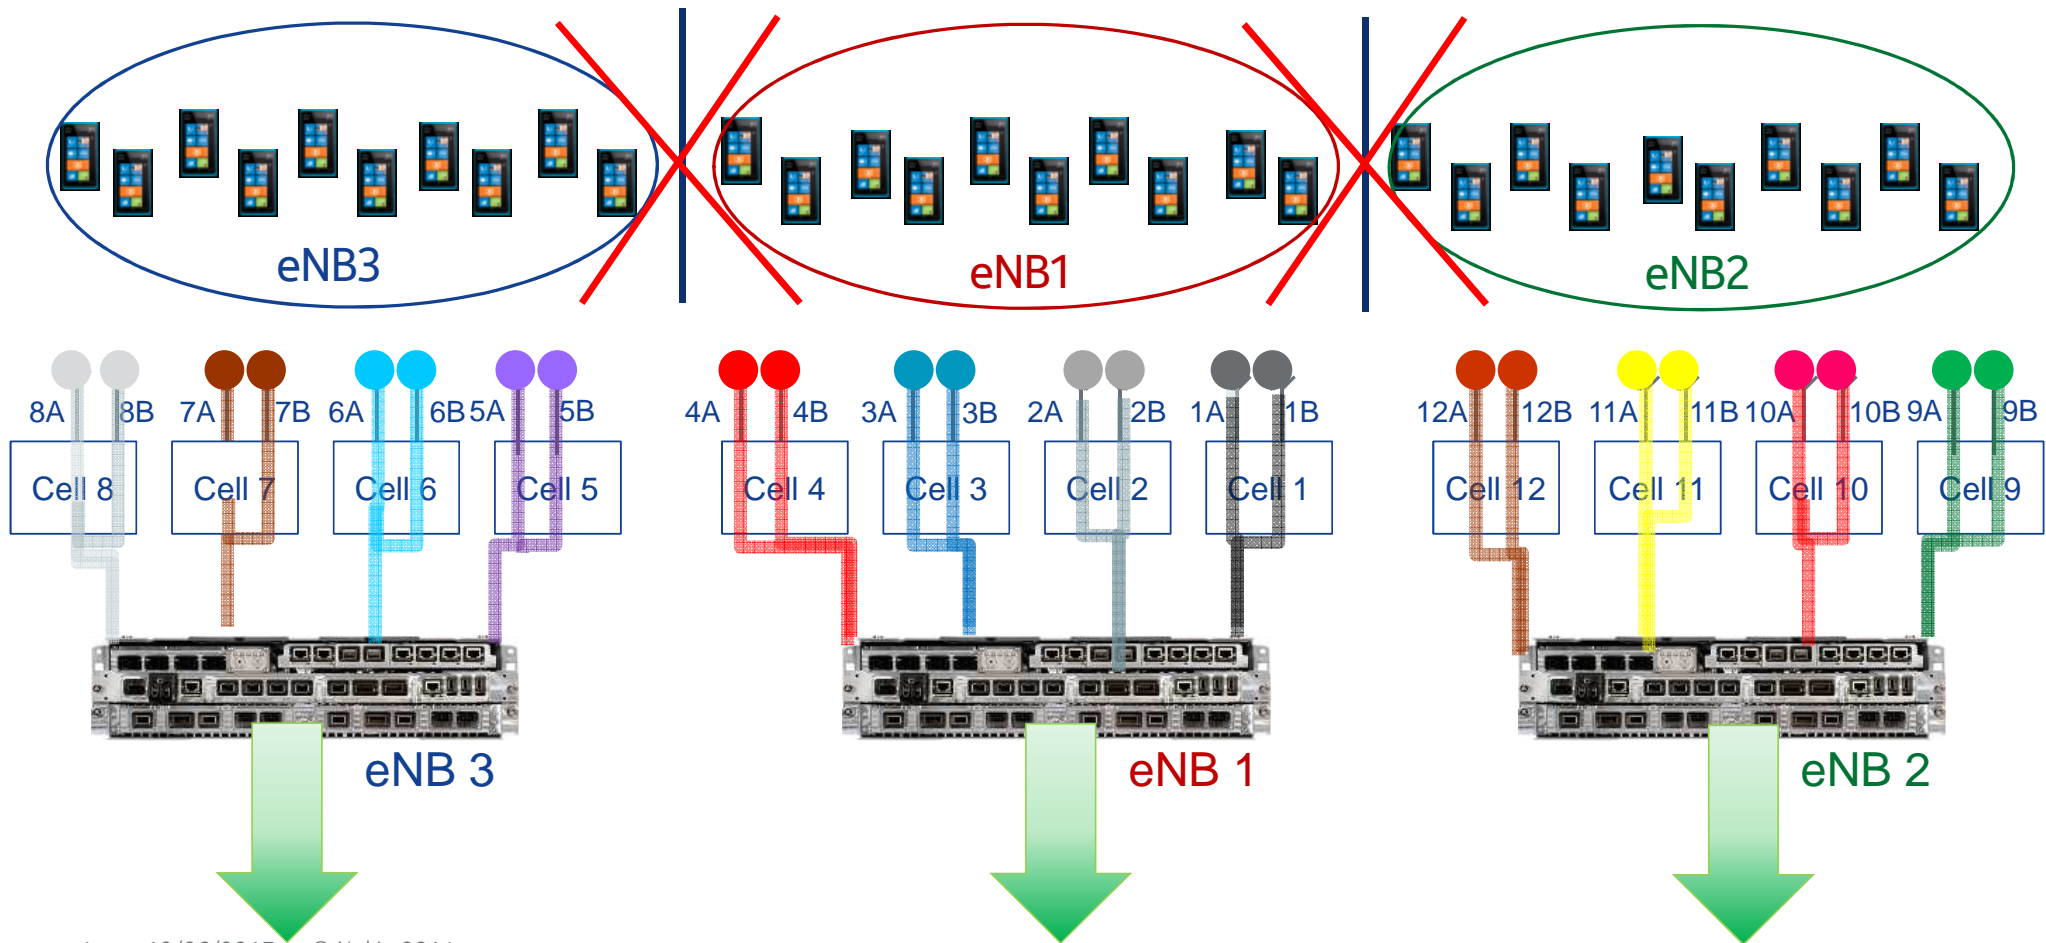 eNB3
eNB1
eNB2
8A 8B 7A 7B 6A 6B 5A 5B 4A 4B 3A 3B 2A 2B 1A 1B 12A 12B 11A 11B 10A 10B 9A 9B
Cell 8 Cell 7 Cell 6 Cell 5 Cell 4 Cell 3 Cell 2 Cell 1 Cell 12 Cell 11 Cell 10 Cell 9
eNB 3
eNB 1
eNB 2